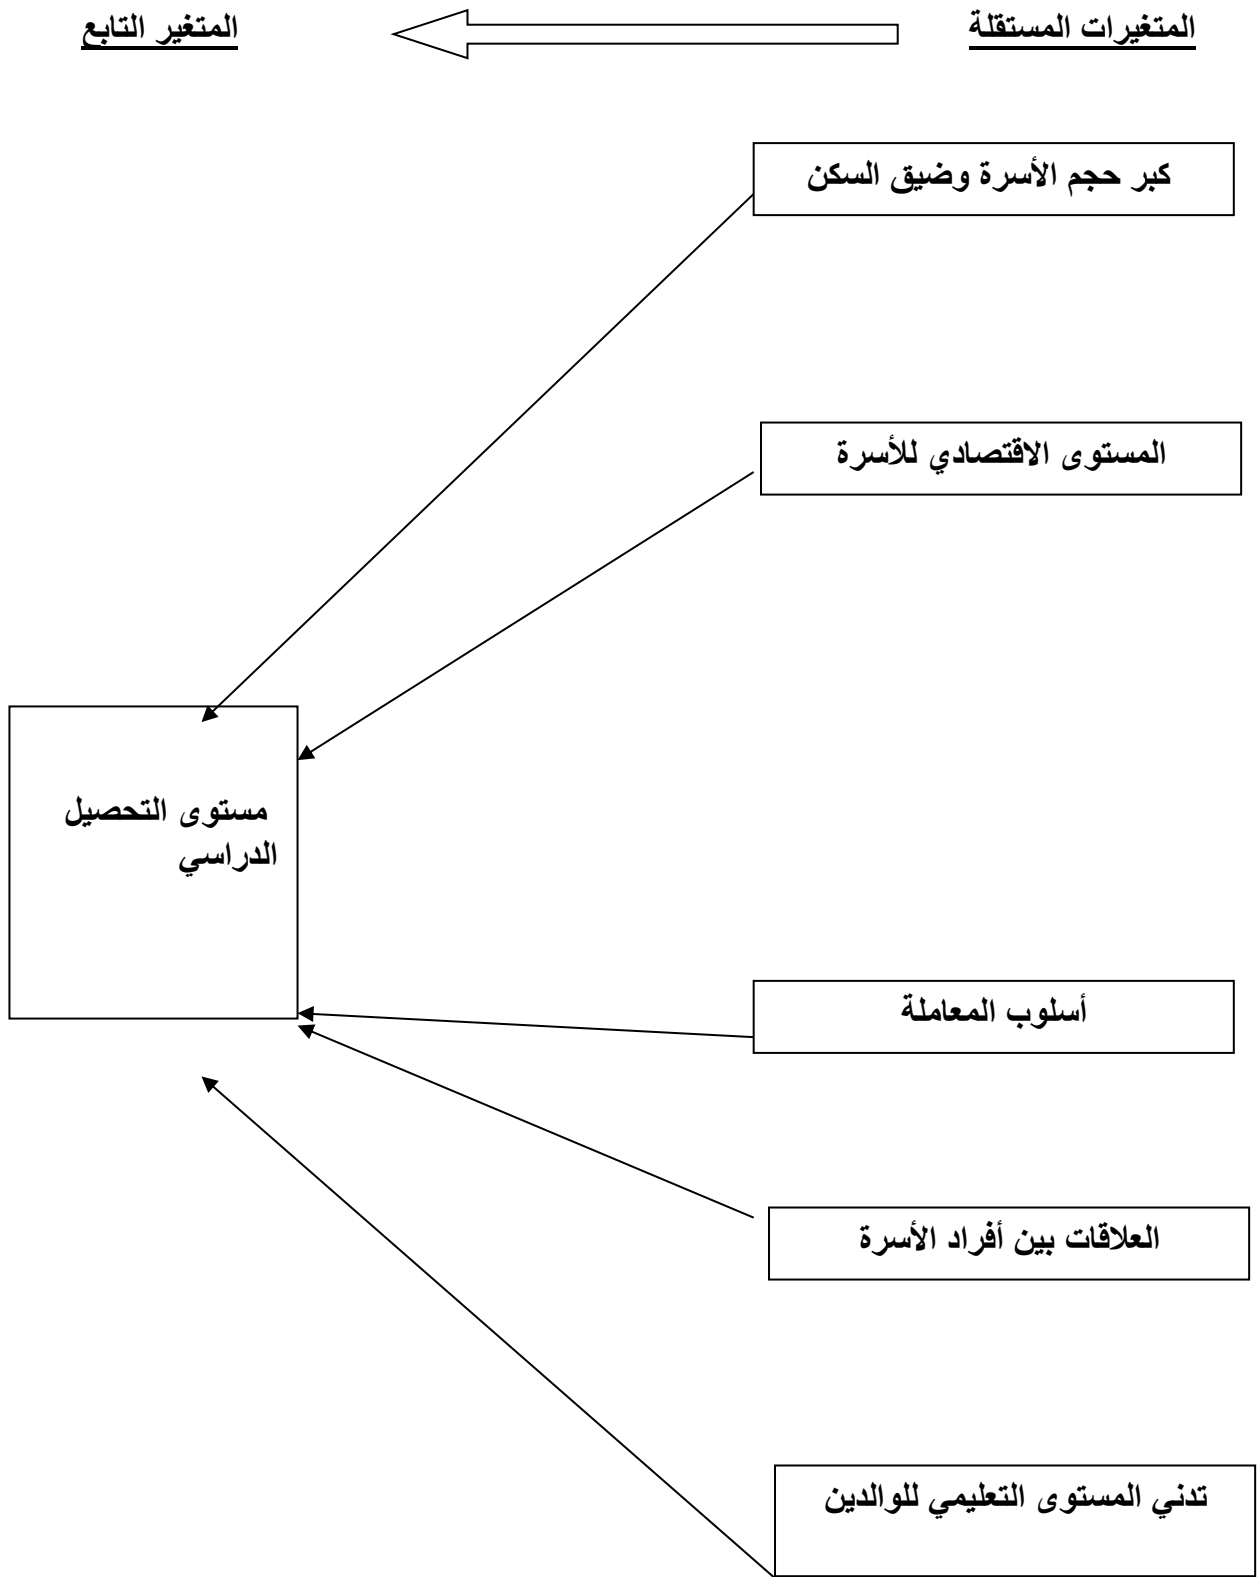 المتغيرات المستقلة
المتغير التابع
كبر حجم الأسرة وضيق السكن
المستوى الاقتصادي للأسرة
مستوى التحصيل
الدراسي
أسلوب المعاملة
العلاقات بين أفراد الأسرة
تدني المستوى التعليمي للوالدين